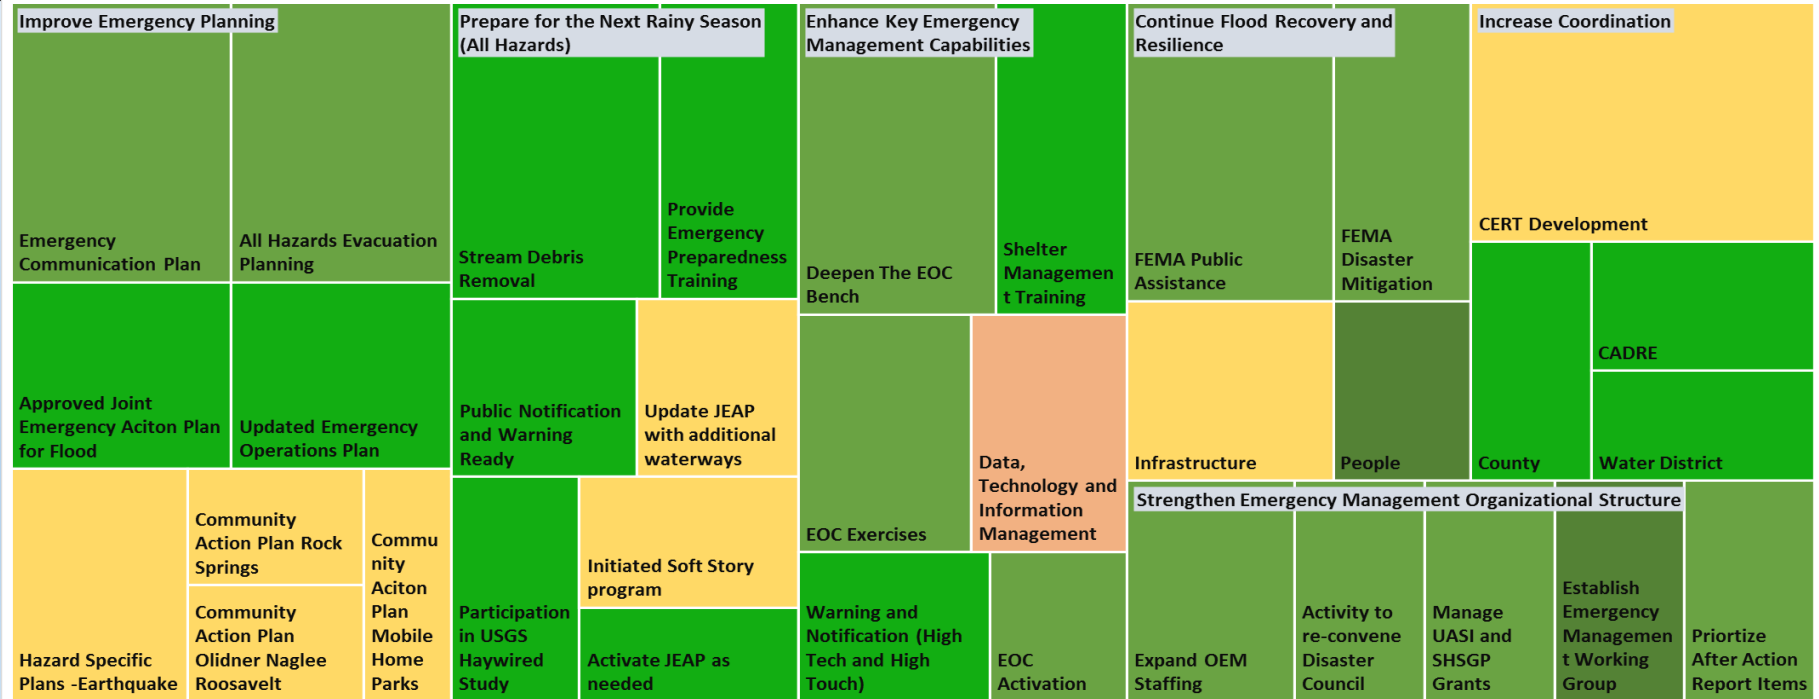 Improve Emergency Planning
Emergency
Communication Plan
All Hazards Evacuation
Planning
Approved Joint
Emergency Aciton Plan
for Flood
Updated Emergency
Operations Plan
Hazard Specific
Plans -Earthquake
Community
Action Plan Rock
Springs
Community
Action Plan
Olidner Naglee
Roosavelt
Commu
nity
Aciton
Plan
Mobile
Home
Parks
Prepare for the Next Rainy Season
(All Hazards)
Stream Debris
Removal
Provide
Emergency
Preparedness
Training
Public Notification
and Warning
Ready
Update JEAP
with additional
waterways
Participation
in USGS
Haywired
Study
Initiated Soft Story
program
Activate JEAP as
needed
Enhance Key Emergency
Management Capabilities
Deepen The EOC
Bench
Shelter
Managemen
t Training
EOC Exercises
Data,
Technology and
Information
Management
Warning and
Notification (High
Tech and High
Touch)
EOC
Activation
Continue Flood Recovery and
Resilience
FEMA Public
Assistance
FEMA
Disaster
Mitigation
Infrastructure
People
Increase Coordination
CERT Development
County
CADRE
Water District
Strengthen Emergency Management Organizational Structure
Expand OEM
Staffing
Activity to
re-convene
Disaster
Council
Manage
UASI and
SHSGP
Grants
Establish
Emergency
Managemen
t Working
Group
Priortize
After Action
Report Items